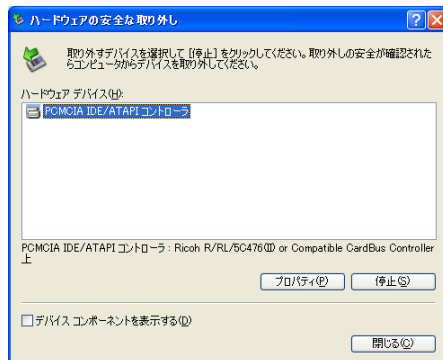 ハードウェアの安全な取り外し
取り外すデバイスを選択して [停止] をクリックしてください。取り外しの安全が確認された
らコンピュータからデバイスを取り外してください。
ハードウェア デバイス(H):
PCMCIA IDE/ATAPI コントローラ
PCMCIA IDE/ATAPI コントローラ : Ricoh R/RL/5C476(II) or Compatible CardBus Controller
上
プロパティ(P)
停止(S)
デバイス コンポーネントを表示する(D)
閉じる(C)